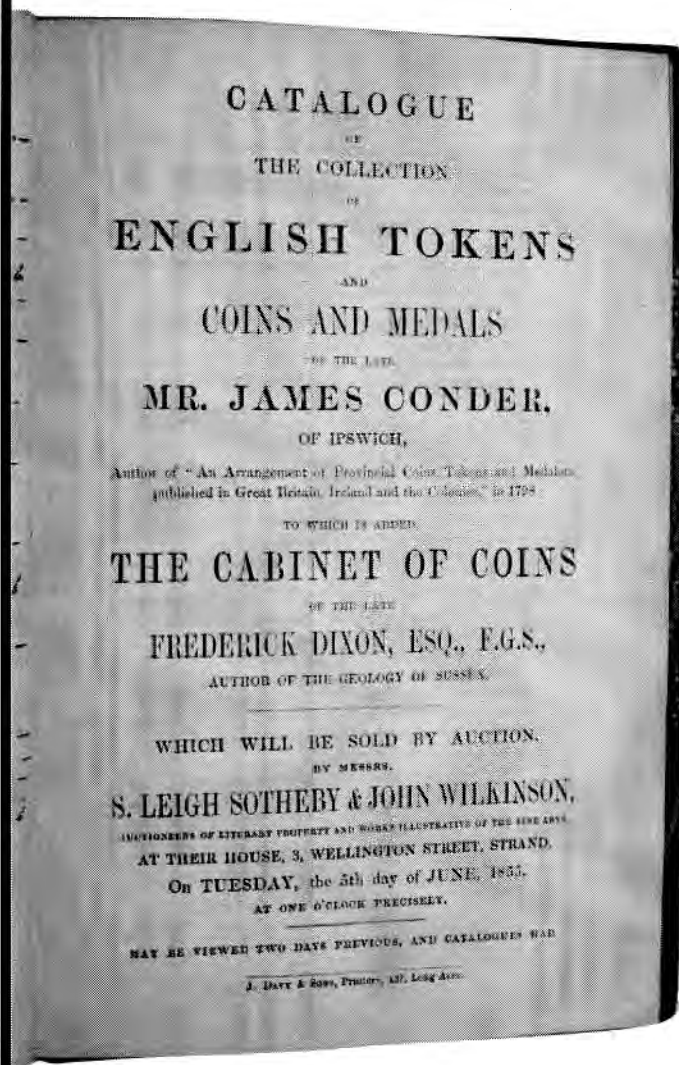 CATALOGUE
OF
THE COLLECTION
OF
ENGLISH TOKENS
AND
COINS AND MEDALS
OF THE LATE
MR. JAMES CONDER,
OF IPSWICH,
Author of "An Arrangement of Provincial Coins, Tokens and Medalets,
published in Great Britain, Ireland and the Colonies," in 1798
TO WHICH IS ADDED,
THE CABINET OF COINS
OF THE LATE
FREDERICK DIXON, ESQ., F.G.S.,
AUTHOR OF THE GEOLOGY OF SUSSEX.
WHICH WILL BE SOLD BY AUCTION,
BY MESSRS.
S. LEIGH SOTHEBY & JOHN WILKINSON,
AUCTIONEERS OF LITERARY PROPERTY AND WORKS ILLUSTRATIVE OF THE FINE ARTS,
AT THEIR HOUSE, 3, WELLINGTON STREET, STRAND,
On TUESDAY, the 5th day of JUNE, 1855,
AT ONE O'CLOCK PRECISELY.
MAY BE VIEWED TWO DAYS PREVIOUS, AND CATALOGUES HAD
J. DAVY & SONS, Printers, 137, Long Acre.